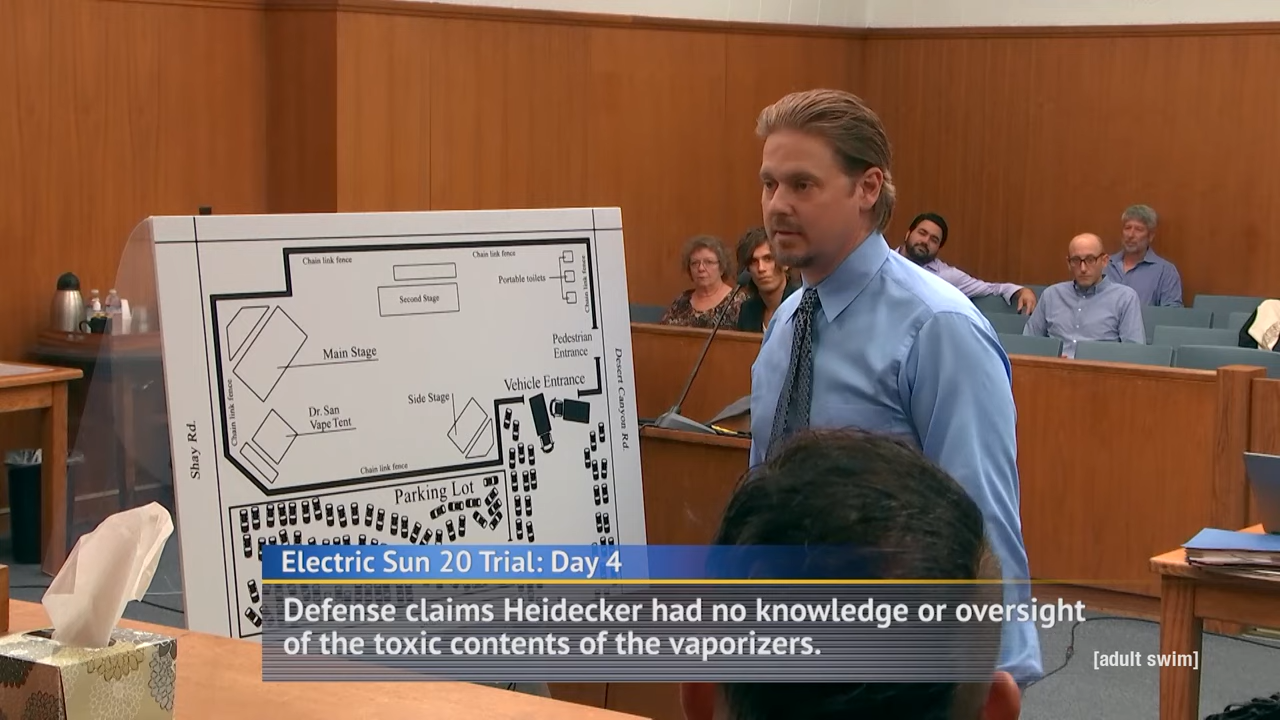 Chain link fence
Chain link fence
Second Stage
Portable toilets
Chain link fence
Pedestrian
Entrance
Main Stage
Vehicle Entrance
Desert Canyon Rd.
Chain link fence
Side Stage
Dr. San
Vape Tent
Shay Rd.
Chain link fence
Parking Lot
Electric Sun 20 Trial: Day 4
Defense claims Heidecker had no knowledge or oversight
of the toxic contents of the vaporizers.
[adult swim]